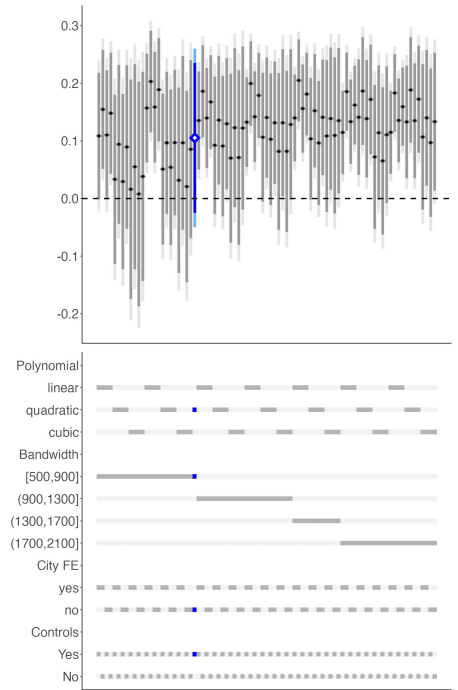 0.3
0.2
0.1
0.0
-0.1
-0.2
Polynomial
linear
quadratic
cubic
Bandwidth
[500,900]
(900,1300]
(1300,1700]
(1700,2100]
City FE
yes
no
Controls
Yes
No